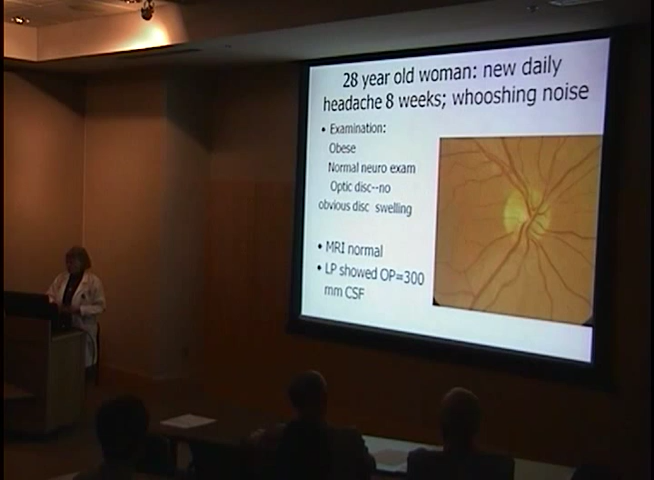 28 year old woman: new daily
headache 8 weeks; whooshing noise
• Examination:
Obese
Normal neuro exam
Optic disc--no
obvious disc swelling
• MRI normal
• LP showed OP=300
mm CSF